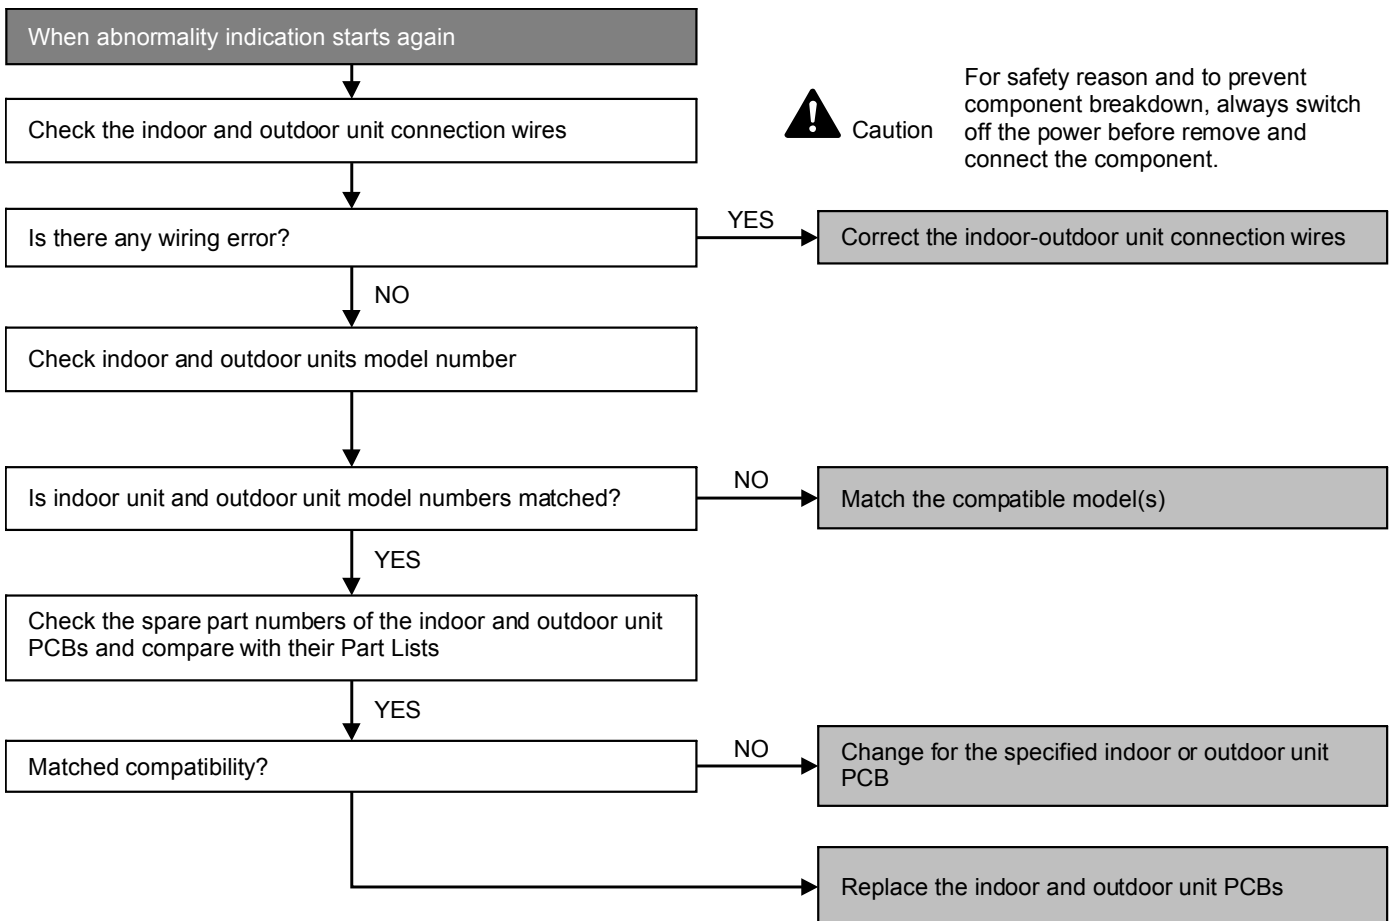 When abnormality indication starts again
Check the indoor and outdoor unit connection wires
Caution
For safety reason and to prevent
component breakdown, always switch
off the power before remove and
connect the component.
Is there any wiring error?
YES
Correct the indoor-outdoor unit connection wires
NO
Check indoor and outdoor units model number
Is indoor unit and outdoor unit model numbers matched?
NO
Match the compatible model(s)
YES
Check the spare part numbers of the indoor and outdoor unit
PCBs and compare with their Part Lists
YES
Matched compatibility?
NO
Change for the specified indoor or outdoor unit
PCB
Replace the indoor and outdoor unit PCBs